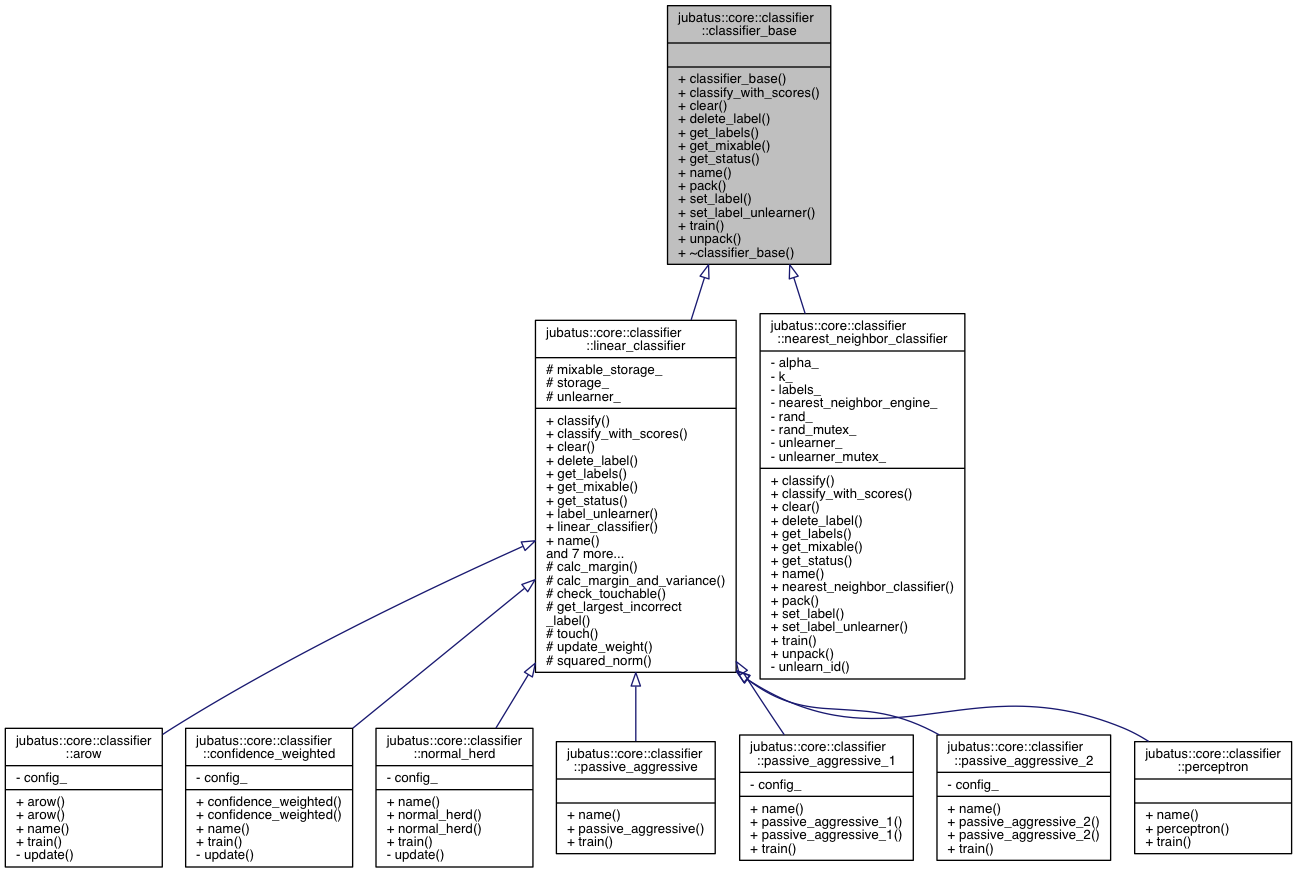 jubatus::core::classifier
::classifier_base
+ classifier_base()
+ classify_with_scores()
+ clear()
+ delete_label()
+ get_labels()
+ get_mixable()
+ get_status()
+ name()
+ pack()
+ set_label()
+ set_label_unlearner()
+ train()
+ unpack()
+ ~classifier_base()
jubatus::core::classifier
::linear_classifier
# mixable_storage_
# storage_
# unlearner_
+ classify()
+ classify_with_scores()
+ clear()
+ delete_label()
+ get_labels()
+ get_mixable()
+ get_status()
+ label_unlearner()
+ linear_classifier()
+ name()
and 7 more...
# calc_margin()
# calc_margin_and_variance()
# check_touchable()
# get_largest_incorrect
_label()
# touch()
# update_weight()
# squared_norm()
jubatus::core::classifier
::nearest_neighbor_classifier
- alpha_
- k_
- labels_
- nearest_neighbor_engine_
- rand_
- rand_mutex_
- unlearner_
- unlearner_mutex_
+ classify()
+ classify_with_scores()
+ clear()
+ delete_label()
+ get_labels()
+ get_mixable()
+ get_status()
+ name()
+ nearest_neighbor_classifier()
+ pack()
+ set_label()
+ set_label_unlearner()
+ train()
+ unpack()
- unlearn_id()
jubatus::core::classifier
::arow
- config_
+ arow()
+ arow()
+ name()
+ train()
- update()
jubatus::core::classifier
::confidence_weighted
- config_
+ confidence_weighted()
+ confidence_weighted()
+ name()
+ train()
- update()
jubatus::core::classifier
::normal_herd
- config_
+ name()
+ normal_herd()
+ normal_herd()
+ train()
- update()
jubatus::core::classifier
::passive_aggressive
+ name()
+ passive_aggressive()
+ train()
jubatus::core::classifier
::passive_aggressive_1
- config_
+ name()
+ passive_aggressive_1()
+ passive_aggressive_1()
+ train()
jubatus::core::classifier
::passive_aggressive_2
- config_
+ name()
+ passive_aggressive_2()
+ passive_aggressive_2()
+ train()
jubatus::core::classifier
::perceptron
+ name()
+ perceptron()
+ train()